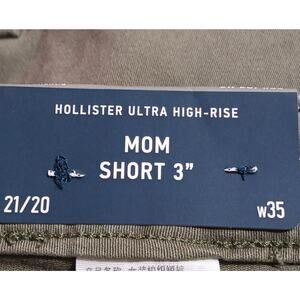 HOLLISTER ULTRA HIGH-RISE
MOM
SHORT 3”
21/20
W35